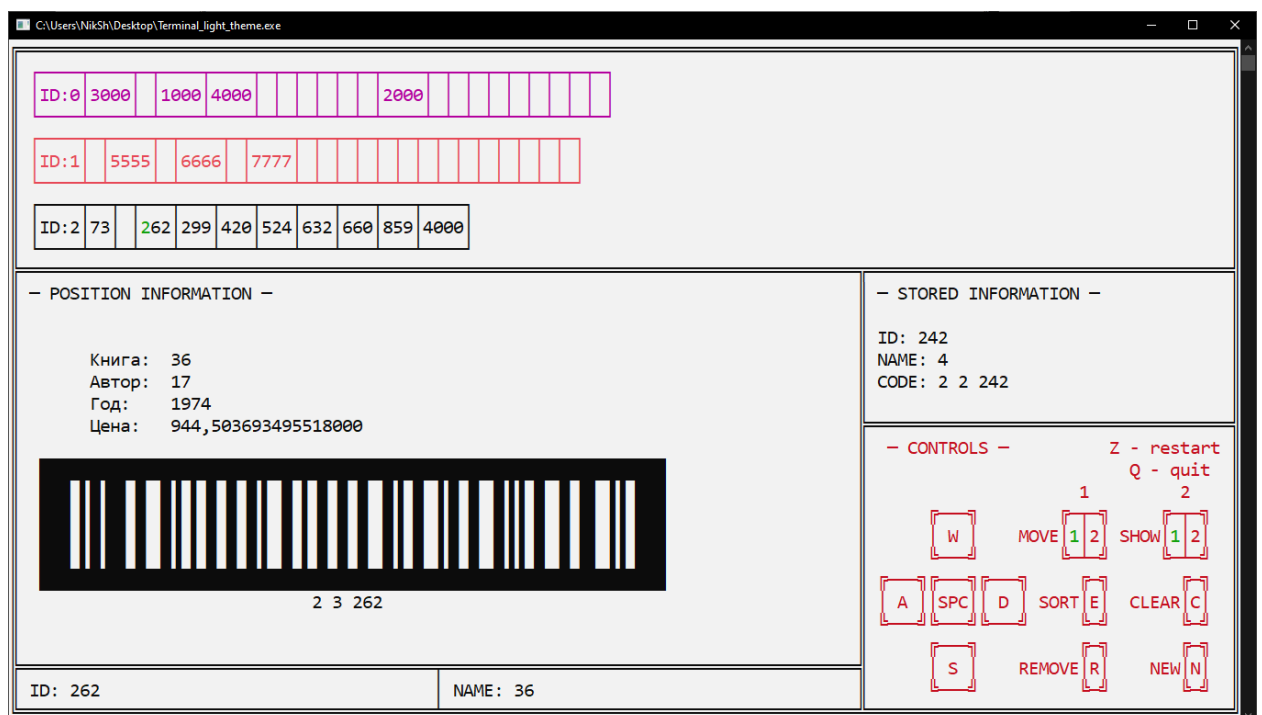 C:\Users\NikSh\Desktop\Terminal_light_theme.exe
ID:0 3000 1000 4000 2000
ID:1 5555 6666 7777
ID:2 73 262 299 420 524 632 660 859 4000
— POSITION INFORMATION —
Книга: 36
Автор: 17
Год: 1974
Цена: 944,503693495518000
2 3 262
ID: 262
NAME: 36
— STORED INFORMATION —
ID: 242
NAME: 4
CODE: 2 2 242
— CONTROLS — Z - restart
Q - quit
1 2
W MOVE 1 2 SHOW 1 2
A SPC D SORT E CLEAR C
S REMOVE R NEW N